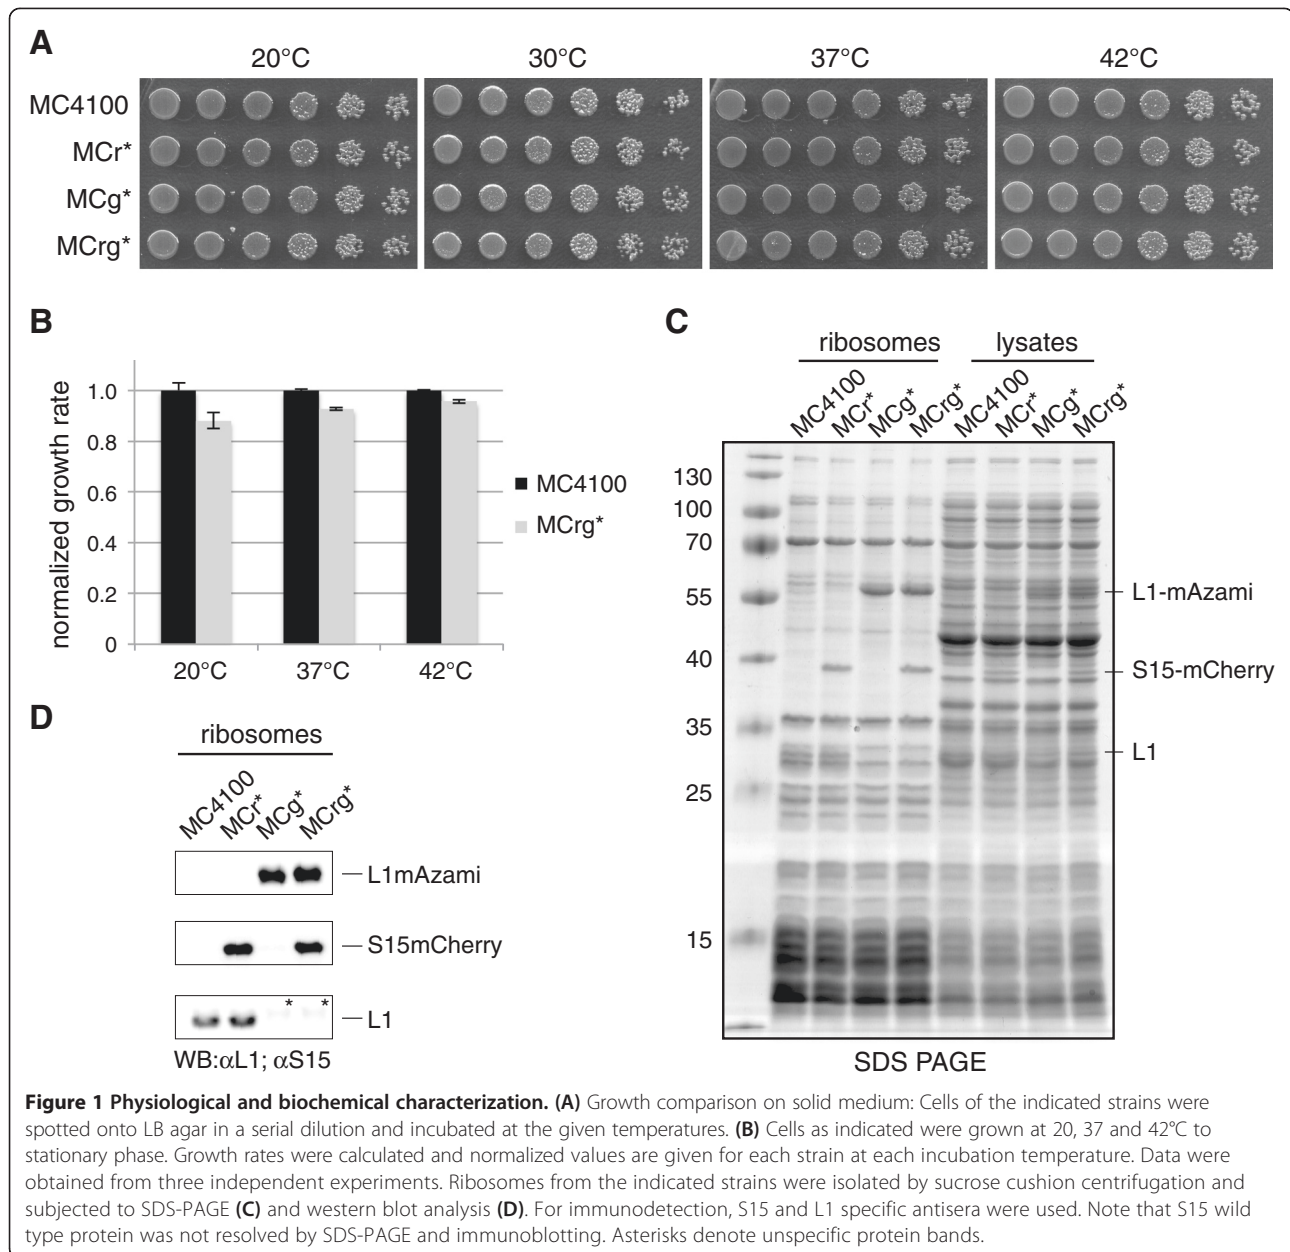 A
20°C 30°C 37°C 42°C
MC4100
MCr*
MCg*
MCrg*
B
normalized growth rate
1.0
0.8
0.6
0.4
0.2
0
20°C 37°C 42°C
MC4100
MCrg*
C
ribosomes lysates
MC4100 MCr* MCg* MCrg* MC4100 MCr* MCg* MCrg*
130
100
70
55
40
35
25
15
L1-mAzami
S15-mCherry
L1
SDS PAGE
D
ribosomes
MC4100 MCr* MCg* MCrg*
L1mAzami
S15mCherry
* *
L1
WB:αL1; αS15
Figure 1 Physiological and biochemical characterization. (A) Growth comparison on solid medium: Cells of the indicated strains were
spotted onto LB agar in a serial dilution and incubated at the given temperatures. (B) Cells as indicated were grown at 20, 37 and 42°C to
stationary phase. Growth rates were calculated and normalized values are given for each strain at each incubation temperature. Data were
obtained from three independent experiments. Ribosomes from the indicated strains were isolated by sucrose cushion centrifugation and
subjected to SDS-PAGE (C) and western blot analysis (D). For immunodetection, S15 and L1 specific antisera were used. Note that S15 wild
type protein was not resolved by SDS-PAGE and immunoblotting. Asterisks denote unspecific protein bands.